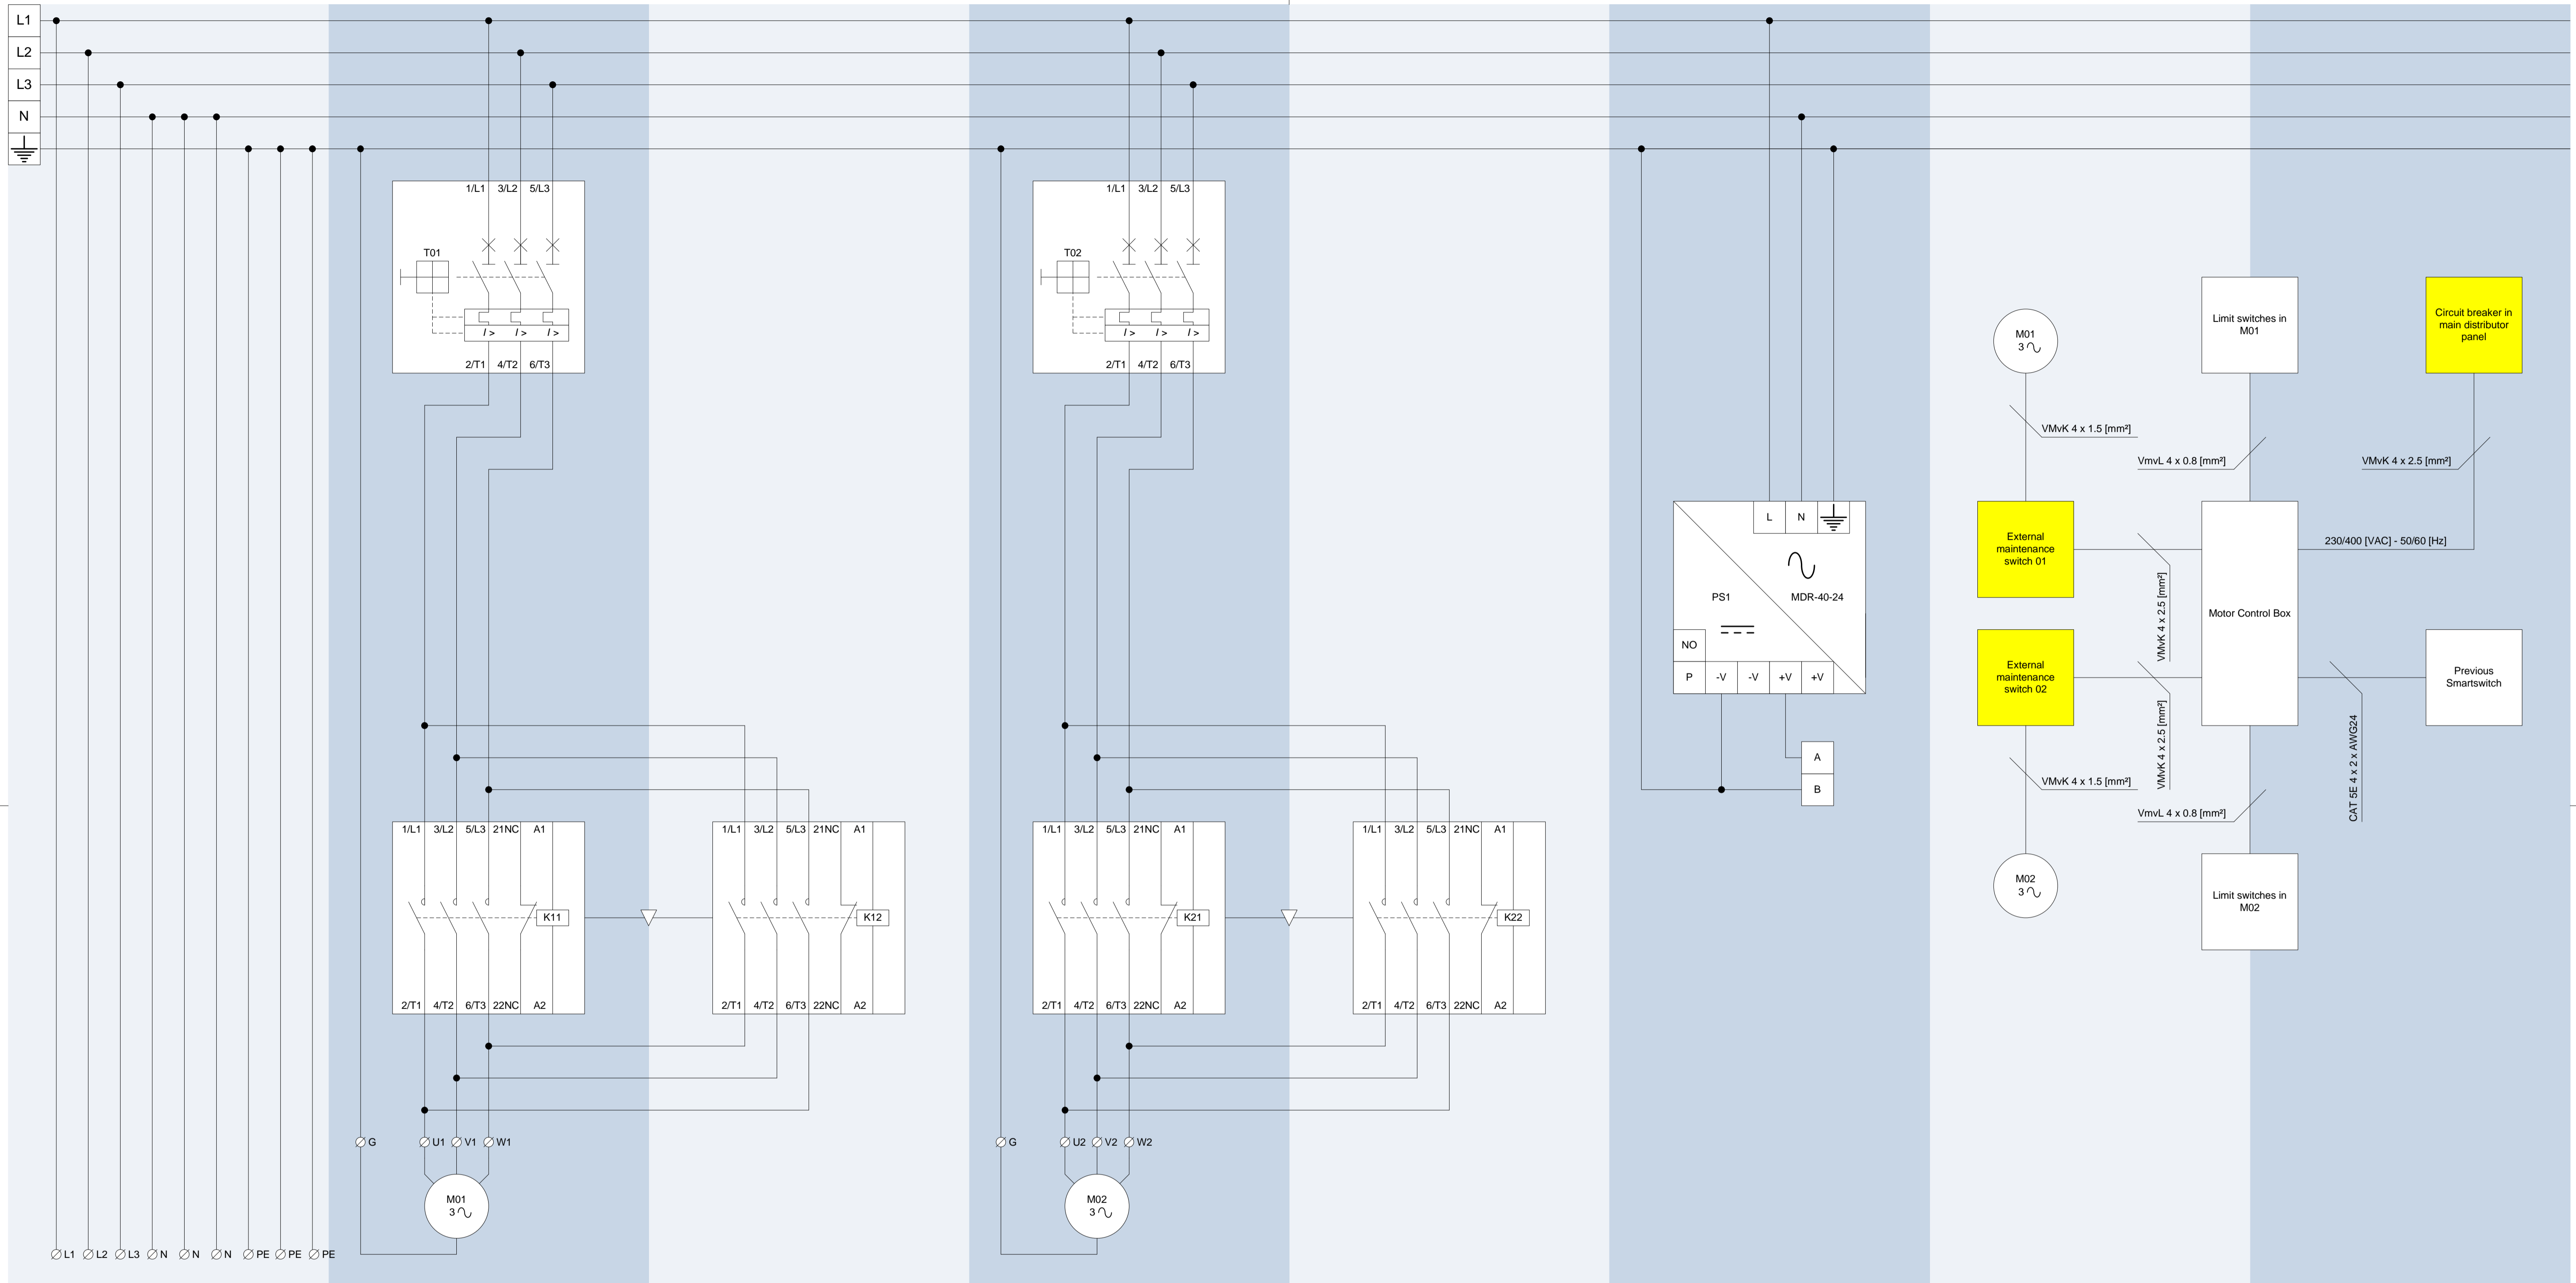 L1
L2
L3
N
1/L1 3/L2 5/L3
T01
I > I > I >
2/T1 4/T2 6/T3
1/L1 3/L2 5/L3
T02
I > I > I >
2/T1 4/T2 6/T3
1/L1 3/L2 5/L3 21NC A1
K11
2/T1 4/T2 6/T3 22NC A2
1/L1 3/L2 5/L3 21NC A1
K12
2/T1 4/T2 6/T3 22NC A2
1/L1 3/L2 5/L3 21NC A1
K21
2/T1 4/T2 6/T3 22NC A2
1/L1 3/L2 5/L3 21NC A1
K22
2/T1 4/T2 6/T3 22NC A2
G U1 V1 W1
M01
3
G U2 V2 W2
M02
3
L1 L2 L3 N N N PE PE PE
L N
PS1
MDR-40-24
NO
P -V -V +V +V
A
B
M01
3
VMvK 4 x 1.5 [mm²]
External
maintenance
switch 01
VMvK 4 x 2.5 [mm²]
External
maintenance
switch 02
VMvK 4 x 2.5 [mm²]
VMvK 4 x 1.5 [mm²]
M02
3
Limit switches in
M01
VmvL 4 x 0.8 [mm²]
Motor Control Box
VmvL 4 x 0.8 [mm²]
Limit switches in
M02
Circuit breaker in
main distributor
panel
VMvK 4 x 2.5 [mm²]
230/400 [VAC] - 50/60 [Hz]
Previous
Smartswitch
CAT 5E 4 x 2 x AWG24